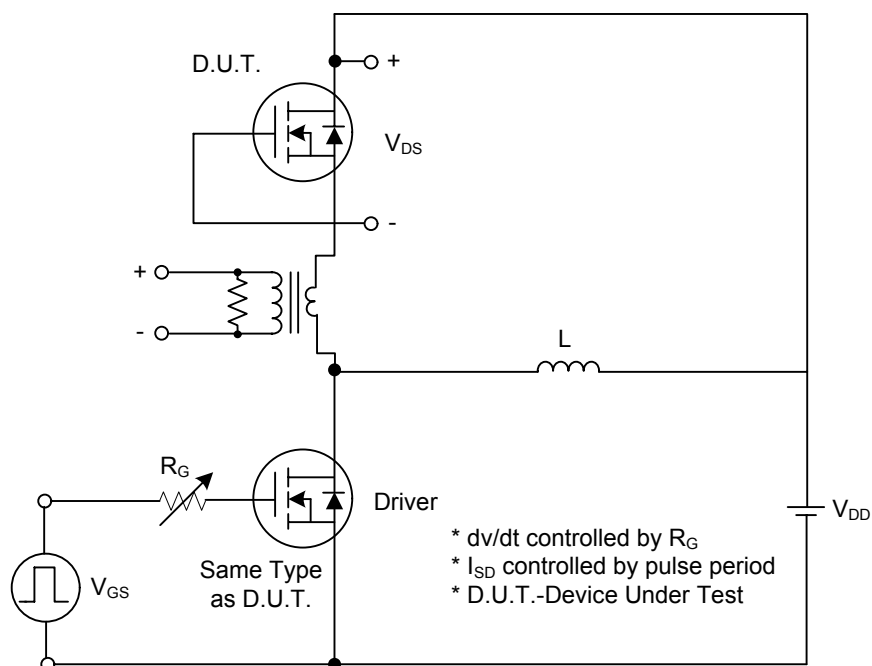 D.U.T.
+
V_DS
-
+
-
L
R_G
Driver
V_DD
V_GS
Same Type
as D.U.T.
* dv/dt controlled by R_G
* I_SD controlled by pulse period
* D.U.T.-Device Under Test